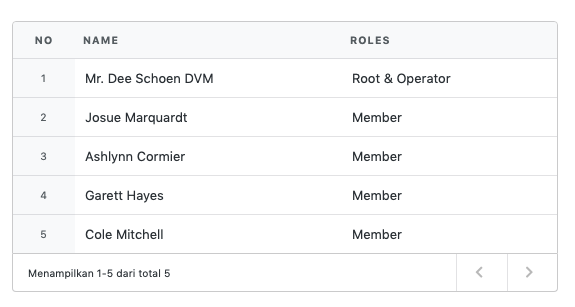 NO NAME ROLES
1 Mr. Dee Schoen DVM Root & Operator
2 Josue Marquardt Member
3 Ashlynn Cormier Member
4 Garett Hayes Member
5 Cole Mitchell Member
Menampilkan 1-5 dari total 5